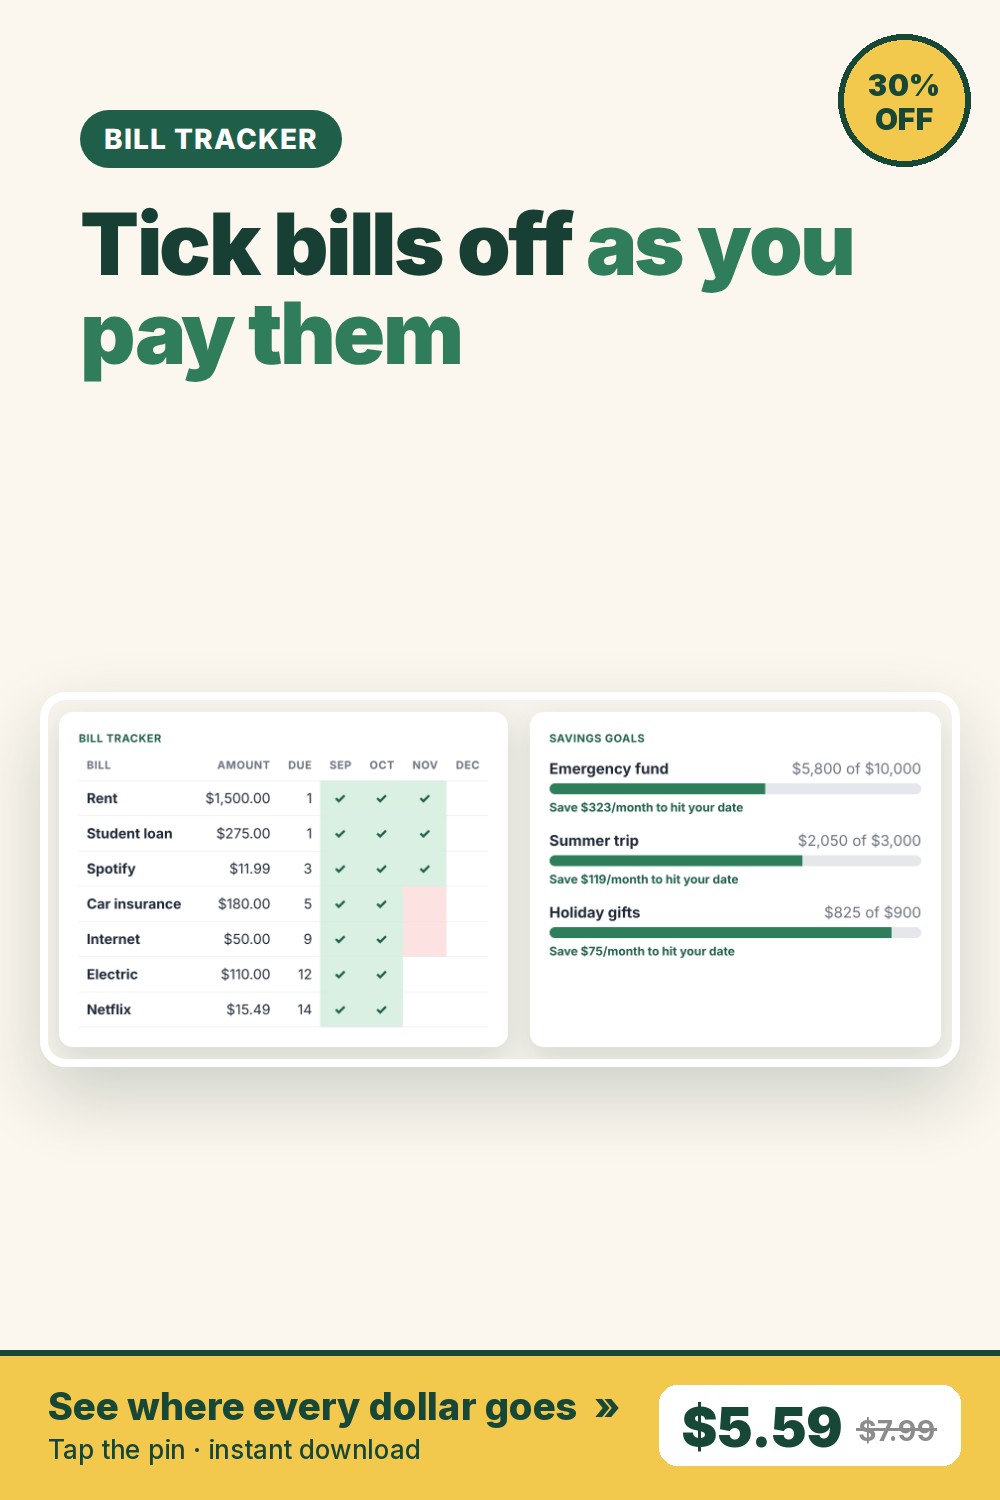 30%
OFF
BILL TRACKER
Tick bills off as you
pay them
BILL TRACKER
BILL AMOUNT DUE SEP OCT NOV DEC
Rent $1,500.00 1 ✓ ✓ ✓
Student loan $275.00 1 ✓ ✓ ✓
Spotify $11.99 3 ✓ ✓ ✓
Car insurance $180.00 5 ✓ ✓
Internet $50.00 9 ✓ ✓
Electric $110.00 12 ✓ ✓
Netflix $15.49 14 ✓ ✓
SAVINGS GOALS
Emergency fund $5,800 of $10,000
Save $323/month to hit your date
Summer trip $2,050 of $3,000
Save $119/month to hit your date
Holiday gifts $825 of $900
Save $75/month to hit your date
See where every dollar goes »
Tap the pin · instant download
$5.59 $7.99